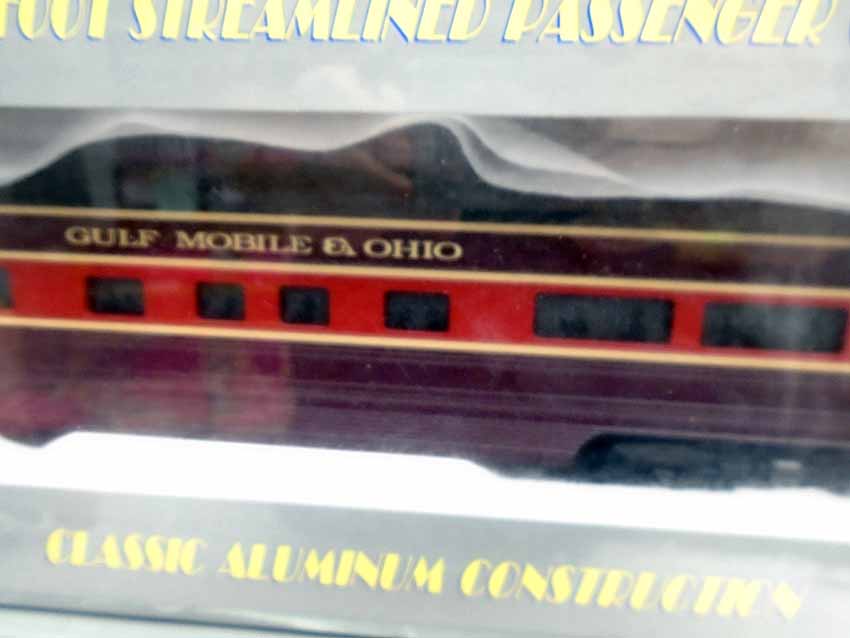 FOOT STREAMLINED PASSENGER
GULF MOBILE & OHIO
CLASSIC ALUMINUM CONSTRUCTION